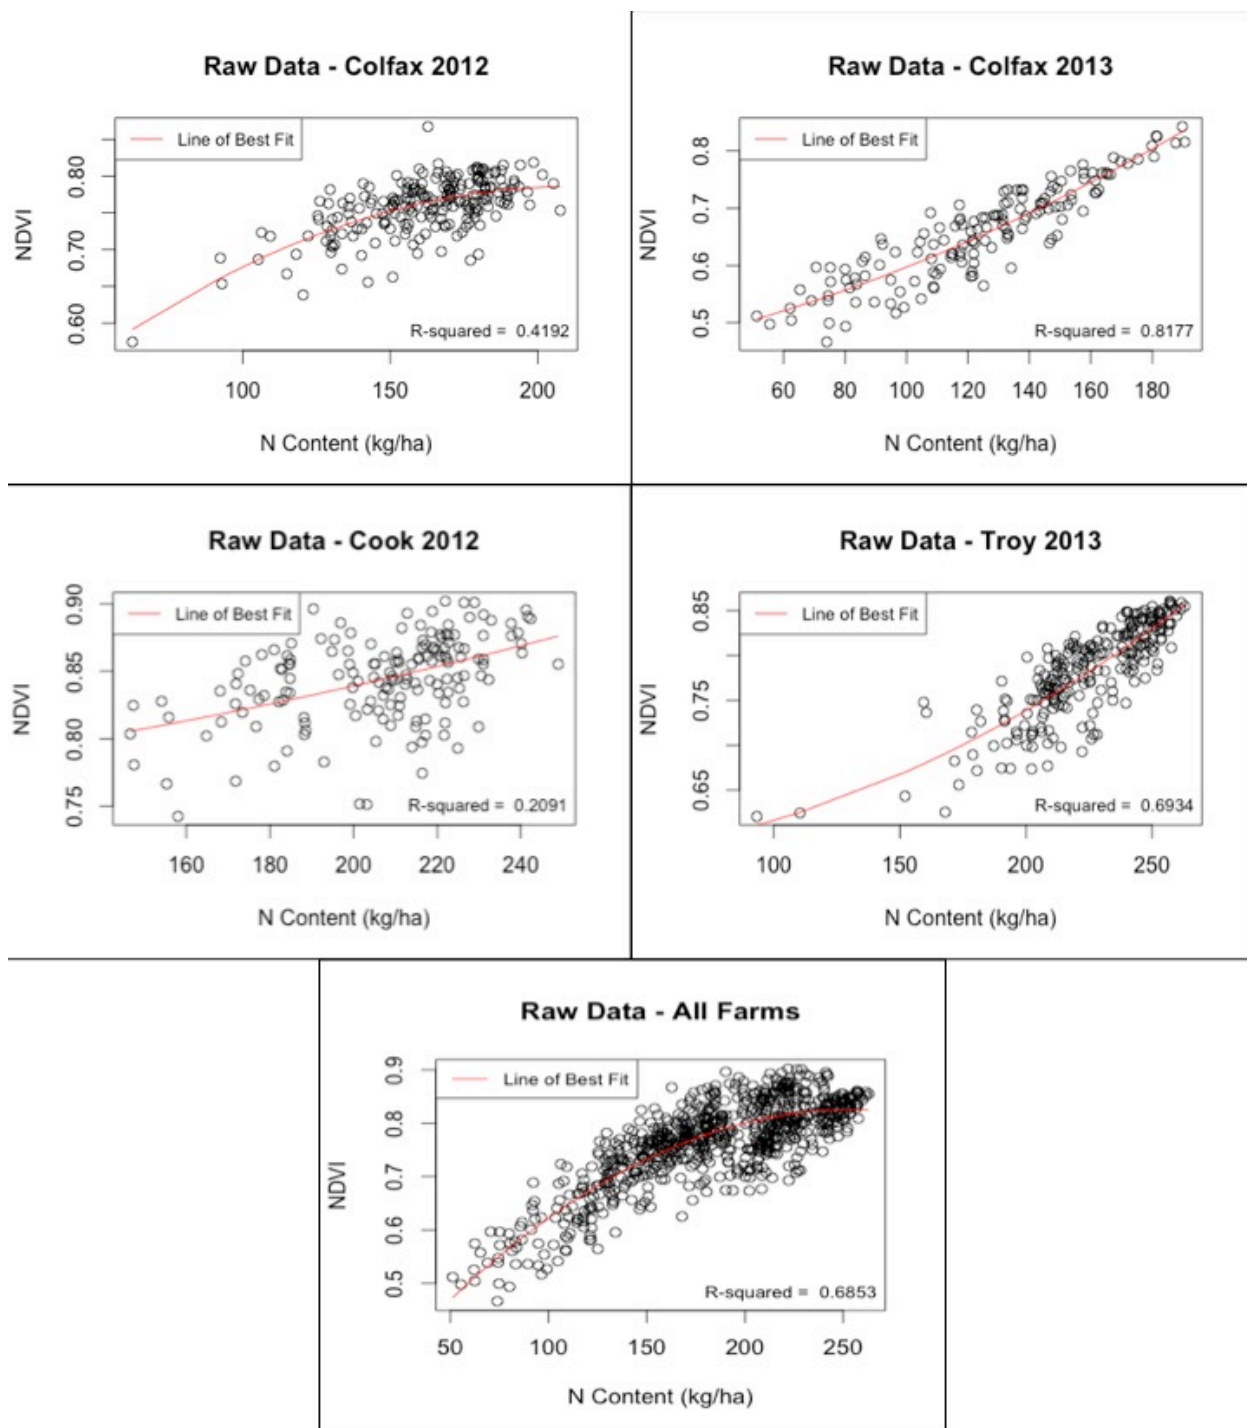 Raw Data - Colfax 2012
Line of Best Fit
0.80
0.70
0.60
NDVI
R-squared = 0.4192
100 150 200
N Content (kg/ha)
Raw Data - Colfax 2013
Line of Best Fit
0.8
0.7
0.6
0.5
NDVI
R-squared = 0.8177
60 80 100 120 140 160 180
N Content (kg/ha)
Raw Data - Cook 2012
Line of Best Fit
0.90
0.85
0.80
0.75
NDVI
R-squared = 0.2091
160 180 200 220 240
N Content (kg/ha)
Raw Data - Troy 2013
Line of Best Fit
0.85
0.75
0.65
NDVI
R-squared = 0.6934
100 150 200 250
N Content (kg/ha)
Raw Data - All Farms
Line of Best Fit
0.9
0.8
0.7
0.6
0.5
NDVI
R-squared = 0.6853
50 100 150 200 250
N Content (kg/ha)